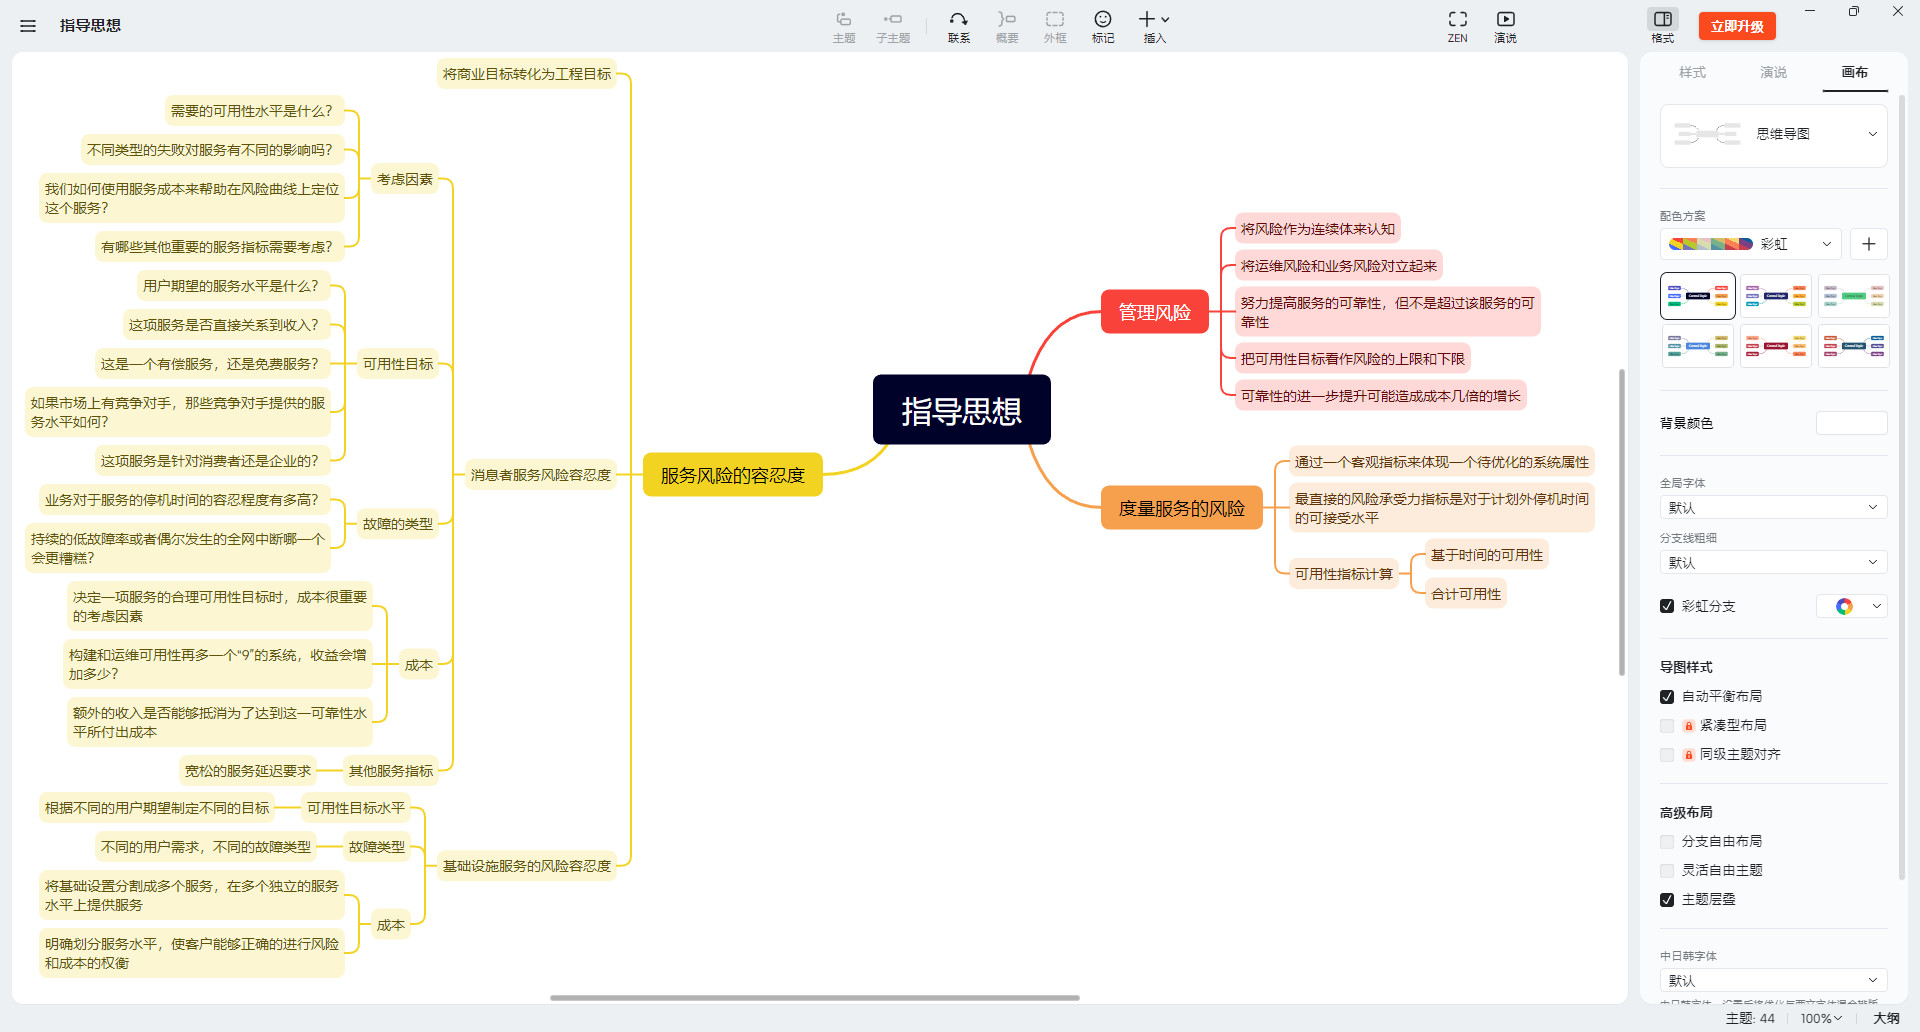 指导思想
主题
子主题
联系
概要
外框
标记
插入
ZEN
演说
格式
立即升级
将商业目标转化为工程目标
需要的可用性水平是什么？
不同类型的失败对服务有不同的影响吗？
我们如何使用服务成本来帮助在风险曲线上定位
这个服务？
有哪些其他重要的服务指标需要考虑？
考虑因素
用户期望的服务水平是什么？
这项服务是否直接关系到收入？
这是一个有偿服务，还是免费服务？
如果市场上有竞争对手，那些竞争对手提供的服
务水平如何？
这项服务是针对消费者还是企业的？
可用性目标
业务对于服务的停机时间的容忍程度有多高？
持续的低故障率或者偶尔发生的全网中断哪一个
会更糟糕？
故障的类型
决定一项服务的合理可用性目标时，成本很重要
的考虑因素
构建和运维可用性再多一个“9”的系统，收益会增
加多少？
额外的收入是否能够抵消为了达到这一可靠性水
平所付出成本
成本
宽松的服务延迟要求
其他服务指标
消息者服务风险容忍度
根据不同的用户期望制定不同的目标
可用性目标水平
不同的用户需求，不同的故障类型
故障类型
将基础设置分割成多个服务，在多个独立的服务
水平上提供服务
明确划分服务水平，使客户能够正确的进行风险
和成本的权衡
成本
基础设施服务的风险容忍度
服务风险的容忍度
指导思想
管理风险
将风险作为连续体来认知
将运维风险和业务风险对立起来
努力提高服务的可靠性，但不是超过该服务的可
靠性
把可用性目标看作风险的上限和下限
可靠性的进一步提升可能造成成本几倍的增长
度量服务的风险
通过一个客观指标来体现一个待优化的系统属性
最直接的风险承受力指标是对于计划外停机时间
的可接受水平
可用性指标计算
基于时间的可用性
合计可用性
样式
演说
画布
思维导图
配色方案
彩虹
背景颜色
全局字体
默认
分支线粗细
默认
彩虹分支
导图样式
自动平衡布局
紧凑型布局
同级主题对齐
高级布局
分支自由布局
灵活自由主题
主题层叠
中日韩字体
默认
主题: 44
100%
大纲